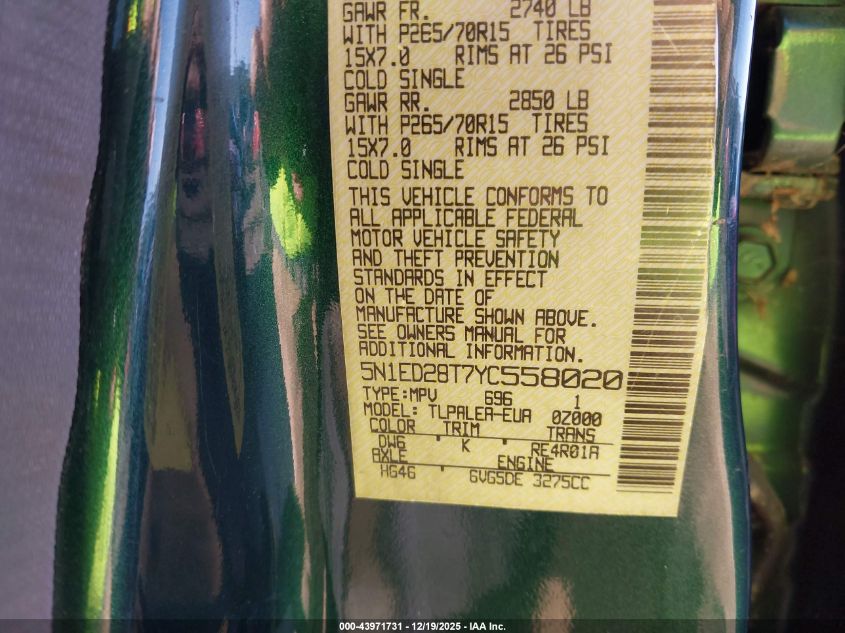 GAWR FR. 2740 LB
WITH P265/70R15 TIRES
15X7.0 RIMS AT 26 PSI
COLD SINGLE
GAWR RR. 2850 LB
WITH P265/70R15 TIRES
15X7.0 RIMS AT 26 PSI
COLD SINGLE
THIS VEHICLE CONFORMS TO
ALL APPLICABLE FEDERAL
MOTOR VEHICLE SAFETY
AND THEFT PREVENTION
STANDARDS IN EFFECT
ON THE DATE OF
MANUFACTURE SHOWN ABOVE.
SEE OWNERS MANUAL FOR
ADDITIONAL INFORMATION.
5N1ED28T7YC558020
TYPE:MPV 696 1
MODEL: TLPALEA-EUA 0Z000
COLOR TRIM TRANS
DW6 K RE4R01A
AXLE ENGINE
HG46 6VG5DE 3275CC
000-43971731 - 12/19/2025 - IAA Inc.